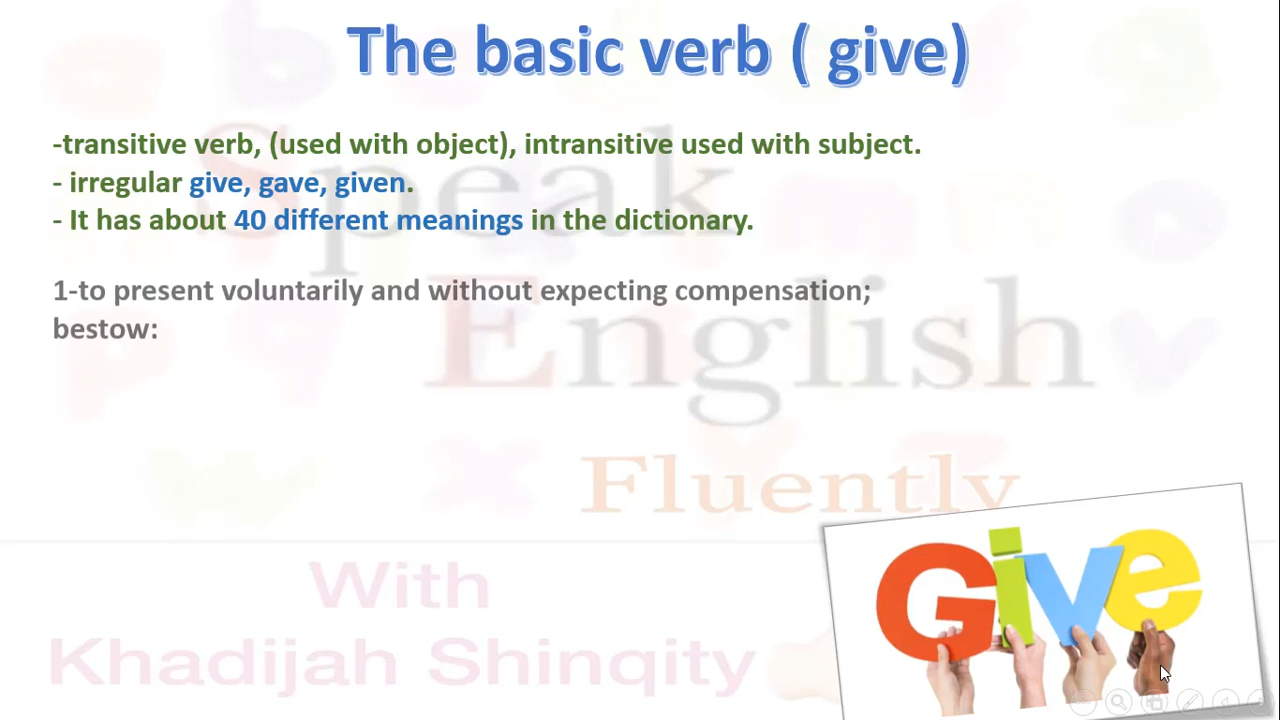 The basic verb ( give)
-transitive verb, (used with object), intransitive used with subject.
- irregular give, gave, given.
- It has about 40 different meanings in the dictionary.
1-to present voluntarily and without expecting compensation;
bestow:
Speak
English
Fluently
With
Khadijah Shinqity
Give